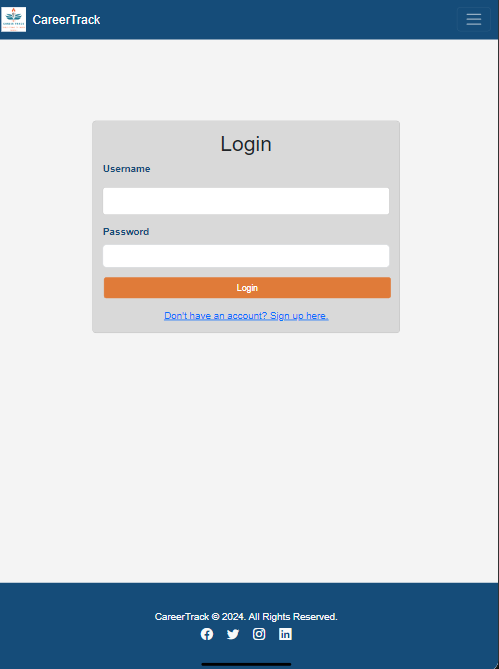 CareerTrack
Login
Username
Password
Login
Don't have an account? Sign up here.
CareerTrack © 2024. All Rights Reserved.